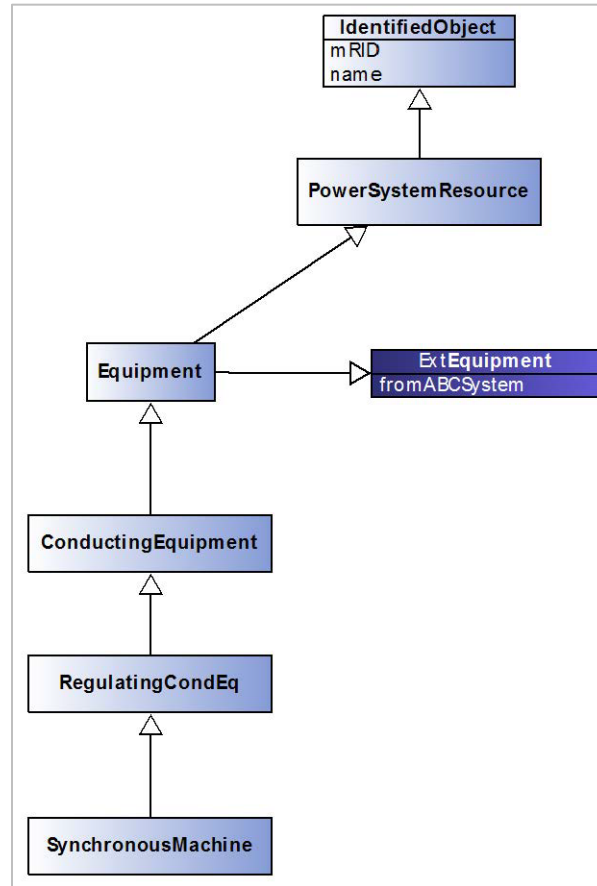 IdentifiedObject
mRID
name
PowerSystemResource
Equipment
ExtEquipment
fromABCSystem
ConductingEquipment
RegulatingCondEq
SynchronousMachine